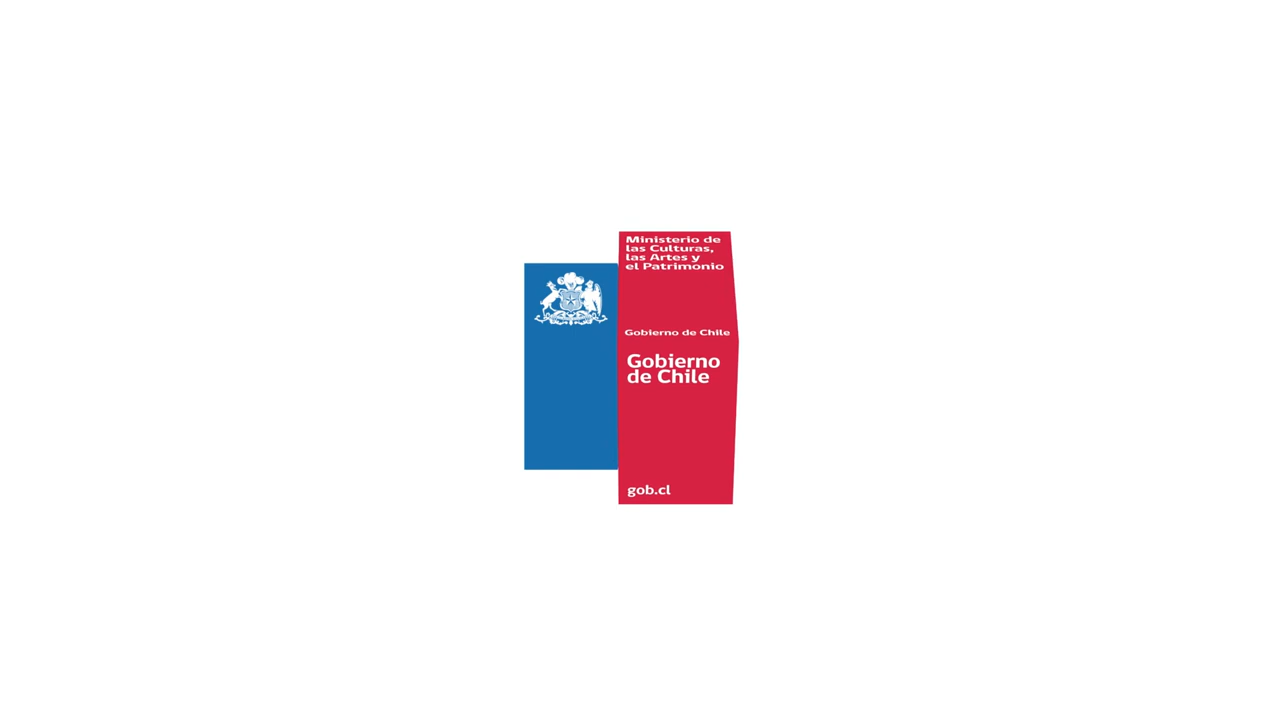 Ministerio de
las Culturas,
las Artes y
el Patrimonio
Gobierno de Chile
Gobierno
de Chile
gob.cl